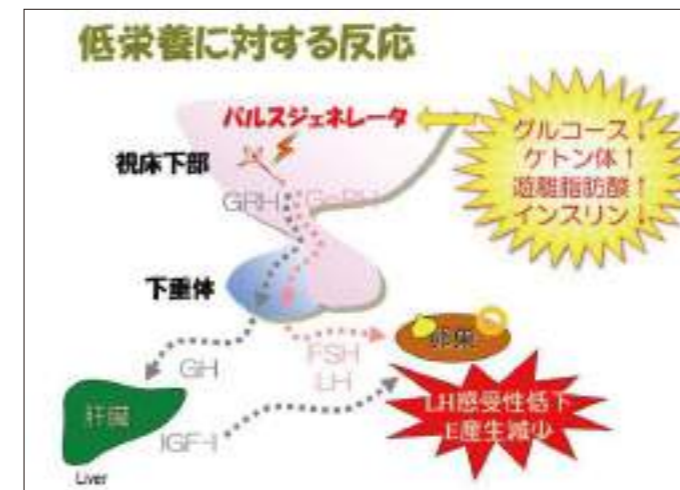 低栄養に対する反応
パルスジェネレータ
グルコース↓
ケトン体↑
遊離脂肪酸↑
インスリン↓
視床下部
GRH
GnRH
下垂体
GH
FSH
LH
卵巣
肝臓
IGF-I
Liver
LH感受性低下
E産生減少